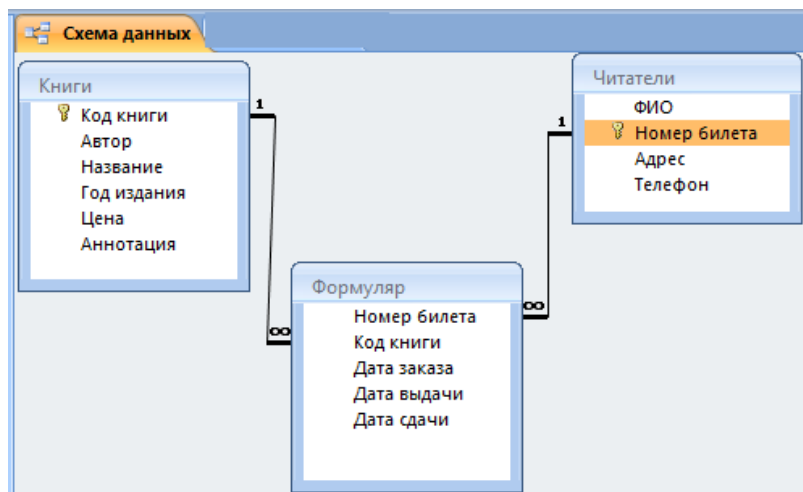 Схема данных
Книги
Код книги
Автор
Название
Год издания
Цена
Аннотация
1
∞
Читатели
ФИО
Номер билета
Адрес
Телефон
1
∞
Формуляр
Номер билета
Код книги
Дата заказа
Дата выдачи
Дата сдачи